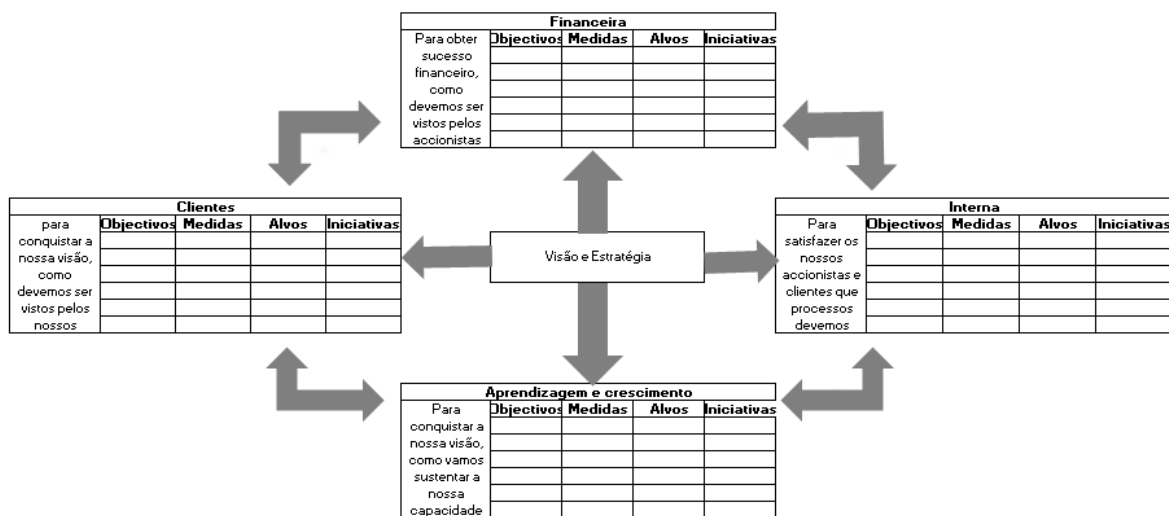 Financeira
Objectivos Medidas Alvos Iniciativas
Para obter
sucesso
financeiro,
como
devemos ser
vistos pelos
accionistas
Clientes
Objectivos Medidas Alvos Iniciativas
para
conquistar a
nossa visão,
como
devemos ser
vistos pelos
nossos
Visão e Estratégia
Interna
Objectivos Medidas Alvos Iniciativas
Para
satisfazer os
nossos
accionistas e
clientes que
processos
devemos
Aprendizagem e crescimento
Objectivos Medidas Alvos Iniciativas
Para
conquistar a
nossa visão,
como vamos
sustentar a
nossa
capacidade